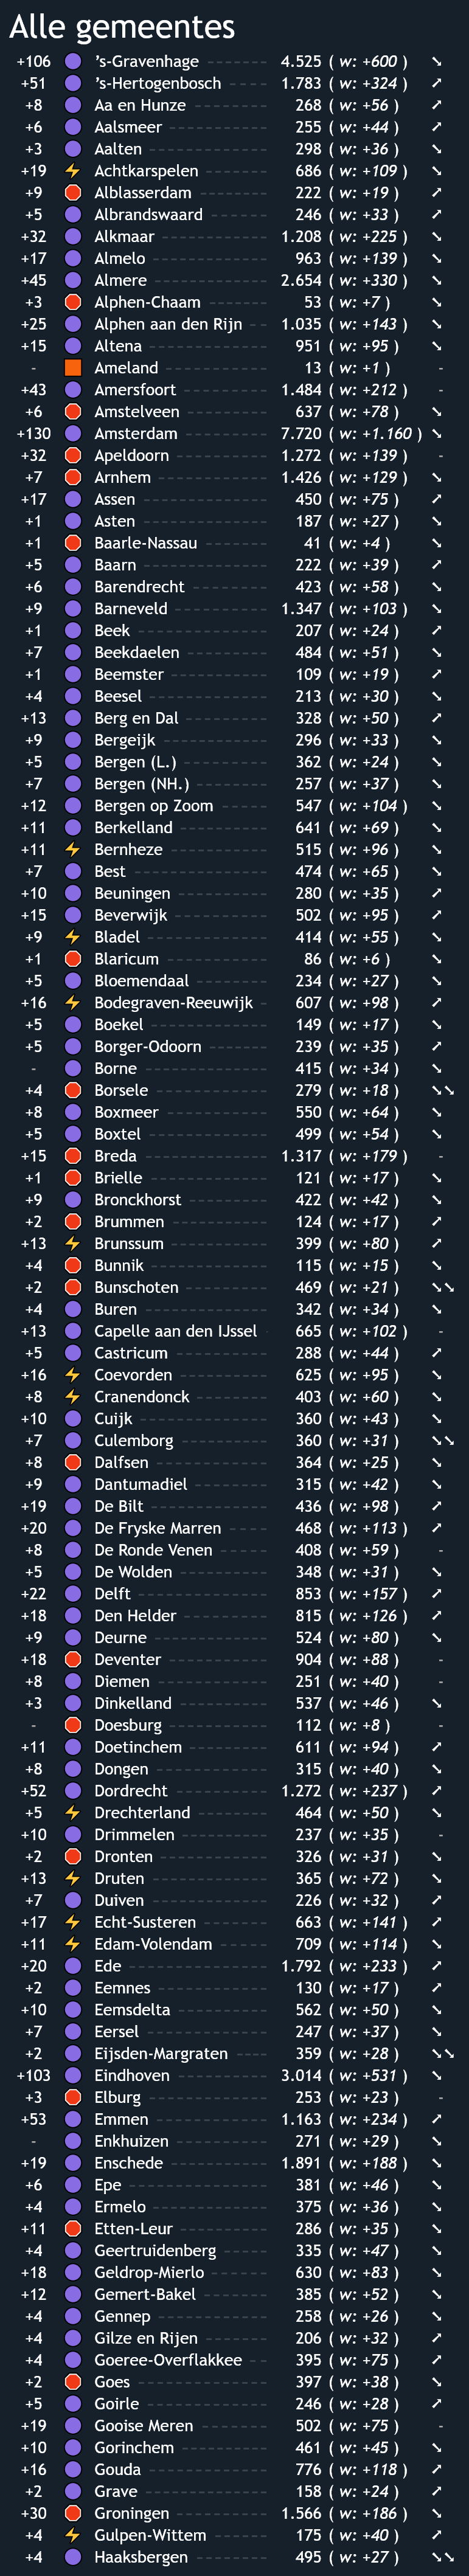 Alle gemeentes
+106 's-Gravenhage 4.525 ( w: +600 ) ↘
+51 's-Hertogenbosch 1.783 ( w: +324 ) ↗
+8 Aa en Hunze 268 ( w: +56 ) ↗
+6 Aalsmeer 255 ( w: +44 ) ↗
+3 Aalten 298 ( w: +36 ) ↘
+19 Achtkarspelen 686 ( w: +109 ) ↘
+9 Alblasserdam 222 ( w: +19 ) ↗
+5 Albrandswaard 246 ( w: +33 ) ↗
+32 Alkmaar 1.208 ( w: +225 ) ↘
+17 Almelo 963 ( w: +139 ) ↘
+45 Almere 2.654 ( w: +330 ) ↘
+3 Alphen-Chaam 53 ( w: +7 ) ↘
+25 Alphen aan den Rijn 1.035 ( w: +143 ) ↘
+15 Altena 951 ( w: +95 ) ↘
- Ameland 13 ( w: +1 ) -
+43 Amersfoort 1.484 ( w: +212 ) -
+6 Amstelveen 637 ( w: +78 ) ↘
+130 Amsterdam 7.720 ( w: +1.160 ) ↘
+32 Apeldoorn 1.272 ( w: +139 ) -
+7 Arnhem 1.426 ( w: +129 ) ↘
+17 Assen 450 ( w: +75 ) ↗
+1 Asten 187 ( w: +27 ) ↘
+1 Baarle-Nassau 41 ( w: +4 ) ↘
+5 Baarn 222 ( w: +39 ) ↗
+6 Barendrecht 423 ( w: +58 ) ↘
+9 Barneveld 1.347 ( w: +103 ) ↘
+1 Beek 207 ( w: +24 ) ↗
+7 Beekdaelen 484 ( w: +51 ) ↘
+1 Beemster 109 ( w: +19 ) ↗
+4 Beesel 213 ( w: +30 ) ↘
+13 Berg en Dal 328 ( w: +50 ) ↗
+9 Bergeijk 296 ( w: +33 ) ↘
+5 Bergen (L.) 362 ( w: +24 ) ↘
+7 Bergen (NH.) 257 ( w: +37 ) ↘
+12 Bergen op Zoom 547 ( w: +104 ) ↘
+11 Berkelland 641 ( w: +69 ) ↘
+11 Bernheze 515 ( w: +96 ) ↘
+7 Best 474 ( w: +65 ) ↘
+10 Beuningen 280 ( w: +35 ) ↗
+15 Beverwijk 502 ( w: +95 ) ↗
+9 Bladel 414 ( w: +55 ) ↘
+1 Blaricum 86 ( w: +6 ) ↘
+5 Bloemendaal 234 ( w: +27 ) ↘
+16 Bodegraven-Reeuwijk 607 ( w: +98 ) ↗
+5 Boekel 149 ( w: +17 ) ↘
+5 Borger-Odoorn 239 ( w: +35 ) ↗
- Borne 415 ( w: +34 ) ↘
+4 Borsele 279 ( w: +18 ) ↘↘
+8 Boxmeer 550 ( w: +64 ) ↘
+5 Boxtel 499 ( w: +54 ) ↘
+15 Breda 1.317 ( w: +179 ) -
+1 Brielle 121 ( w: +17 ) ↘
+9 Bronckhorst 422 ( w: +42 ) ↘
+2 Brummen 124 ( w: +17 ) ↗
+13 Brunssum 399 ( w: +80 ) ↗
+4 Bunnik 115 ( w: +15 ) ↘
+2 Bunschoten 469 ( w: +21 ) ↘↘
+4 Buren 342 ( w: +34 ) ↘
+13 Capelle aan den IJssel 665 ( w: +102 ) -
+5 Castricum 288 ( w: +44 ) ↗
+16 Coevorden 625 ( w: +95 ) ↘
+8 Cranendonck 403 ( w: +60 ) ↘
+10 Cuijk 360 ( w: +43 ) ↘
+7 Culemborg 360 ( w: +31 ) ↘↘
+8 Dalfsen 364 ( w: +25 ) ↘
+9 Dantumadiel 315 ( w: +42 ) ↘
+19 De Bilt 436 ( w: +98 ) ↗
+20 De Fryske Marren 468 ( w: +113 ) ↗
+8 De Ronde Venen 408 ( w: +59 ) -
+5 De Wolden 348 ( w: +31 ) ↘
+22 Delft 853 ( w: +157 ) ↗
+18 Den Helder 815 ( w: +126 ) ↗
+9 Deurne 524 ( w: +80 ) ↘
+18 Deventer 904 ( w: +88 ) -
+8 Diemen 251 ( w: +40 ) -
+3 Dinkelland 537 ( w: +46 ) ↘
- Doesburg 112 ( w: +8 ) -
+11 Doetinchem 611 ( w: +94 ) ↗
+8 Dongen 315 ( w: +40 ) ↘
+52 Dordrecht 1.272 ( w: +237 ) ↗
+5 Drechterland 464 ( w: +50 ) ↘
+10 Drimmelen 237 ( w: +35 ) -
+2 Dronten 326 ( w: +31 ) ↘
+13 Druten 365 ( w: +72 ) ↗
+7 Duiven 226 ( w: +32 ) ↗
+17 Echt-Susteren 663 ( w: +141 ) ↗
+11 Edam-Volendam 709 ( w: +114 ) ↘
+20 Ede 1.792 ( w: +233 ) ↗
+2 Eemnes 130 ( w: +17 ) ↗
+10 Eemsdelta 562 ( w: +50 ) ↘
+7 Eersel 247 ( w: +37 ) ↘
+2 Eijsden-Margraten 359 ( w: +28 ) ↘↘
+103 Eindhoven 3.014 ( w: +531 ) ↘
+3 Elburg 253 ( w: +23 ) -
+53 Emmen 1.163 ( w: +234 ) ↗
- Enkhuizen 271 ( w: +29 ) ↘
+19 Enschede 1.891 ( w: +188 ) ↘
+6 Epe 381 ( w: +46 ) ↘
+4 Ermelo 375 ( w: +36 ) ↘
+11 Etten-Leur 286 ( w: +35 ) ↘
+4 Geertruidenberg 335 ( w: +47 ) ↘
+18 Geldrop-Mierlo 630 ( w: +83 ) ↘
+12 Gemert-Bakel 385 ( w: +52 ) ↘
+4 Gennep 258 ( w: +26 ) ↘
+4 Gilze en Rijen 206 ( w: +32 ) ↗
+4 Goeree-Overflakkee 395 ( w: +75 ) ↗
+2 Goes 397 ( w: +38 ) ↘
+5 Goirle 246 ( w: +28 ) ↗
+19 Gooise Meren 502 ( w: +75 ) -
+10 Gorinchem 461 ( w: +45 ) ↘
+16 Gouda 776 ( w: +118 ) ↗
+2 Grave 158 ( w: +24 ) ↗
+30 Groningen 1.566 ( w: +186 ) ↘
+4 Gulpen-Wittem 175 ( w: +40 ) ↗
+4 Haaksbergen 495 ( w: +27 ) ↘↘